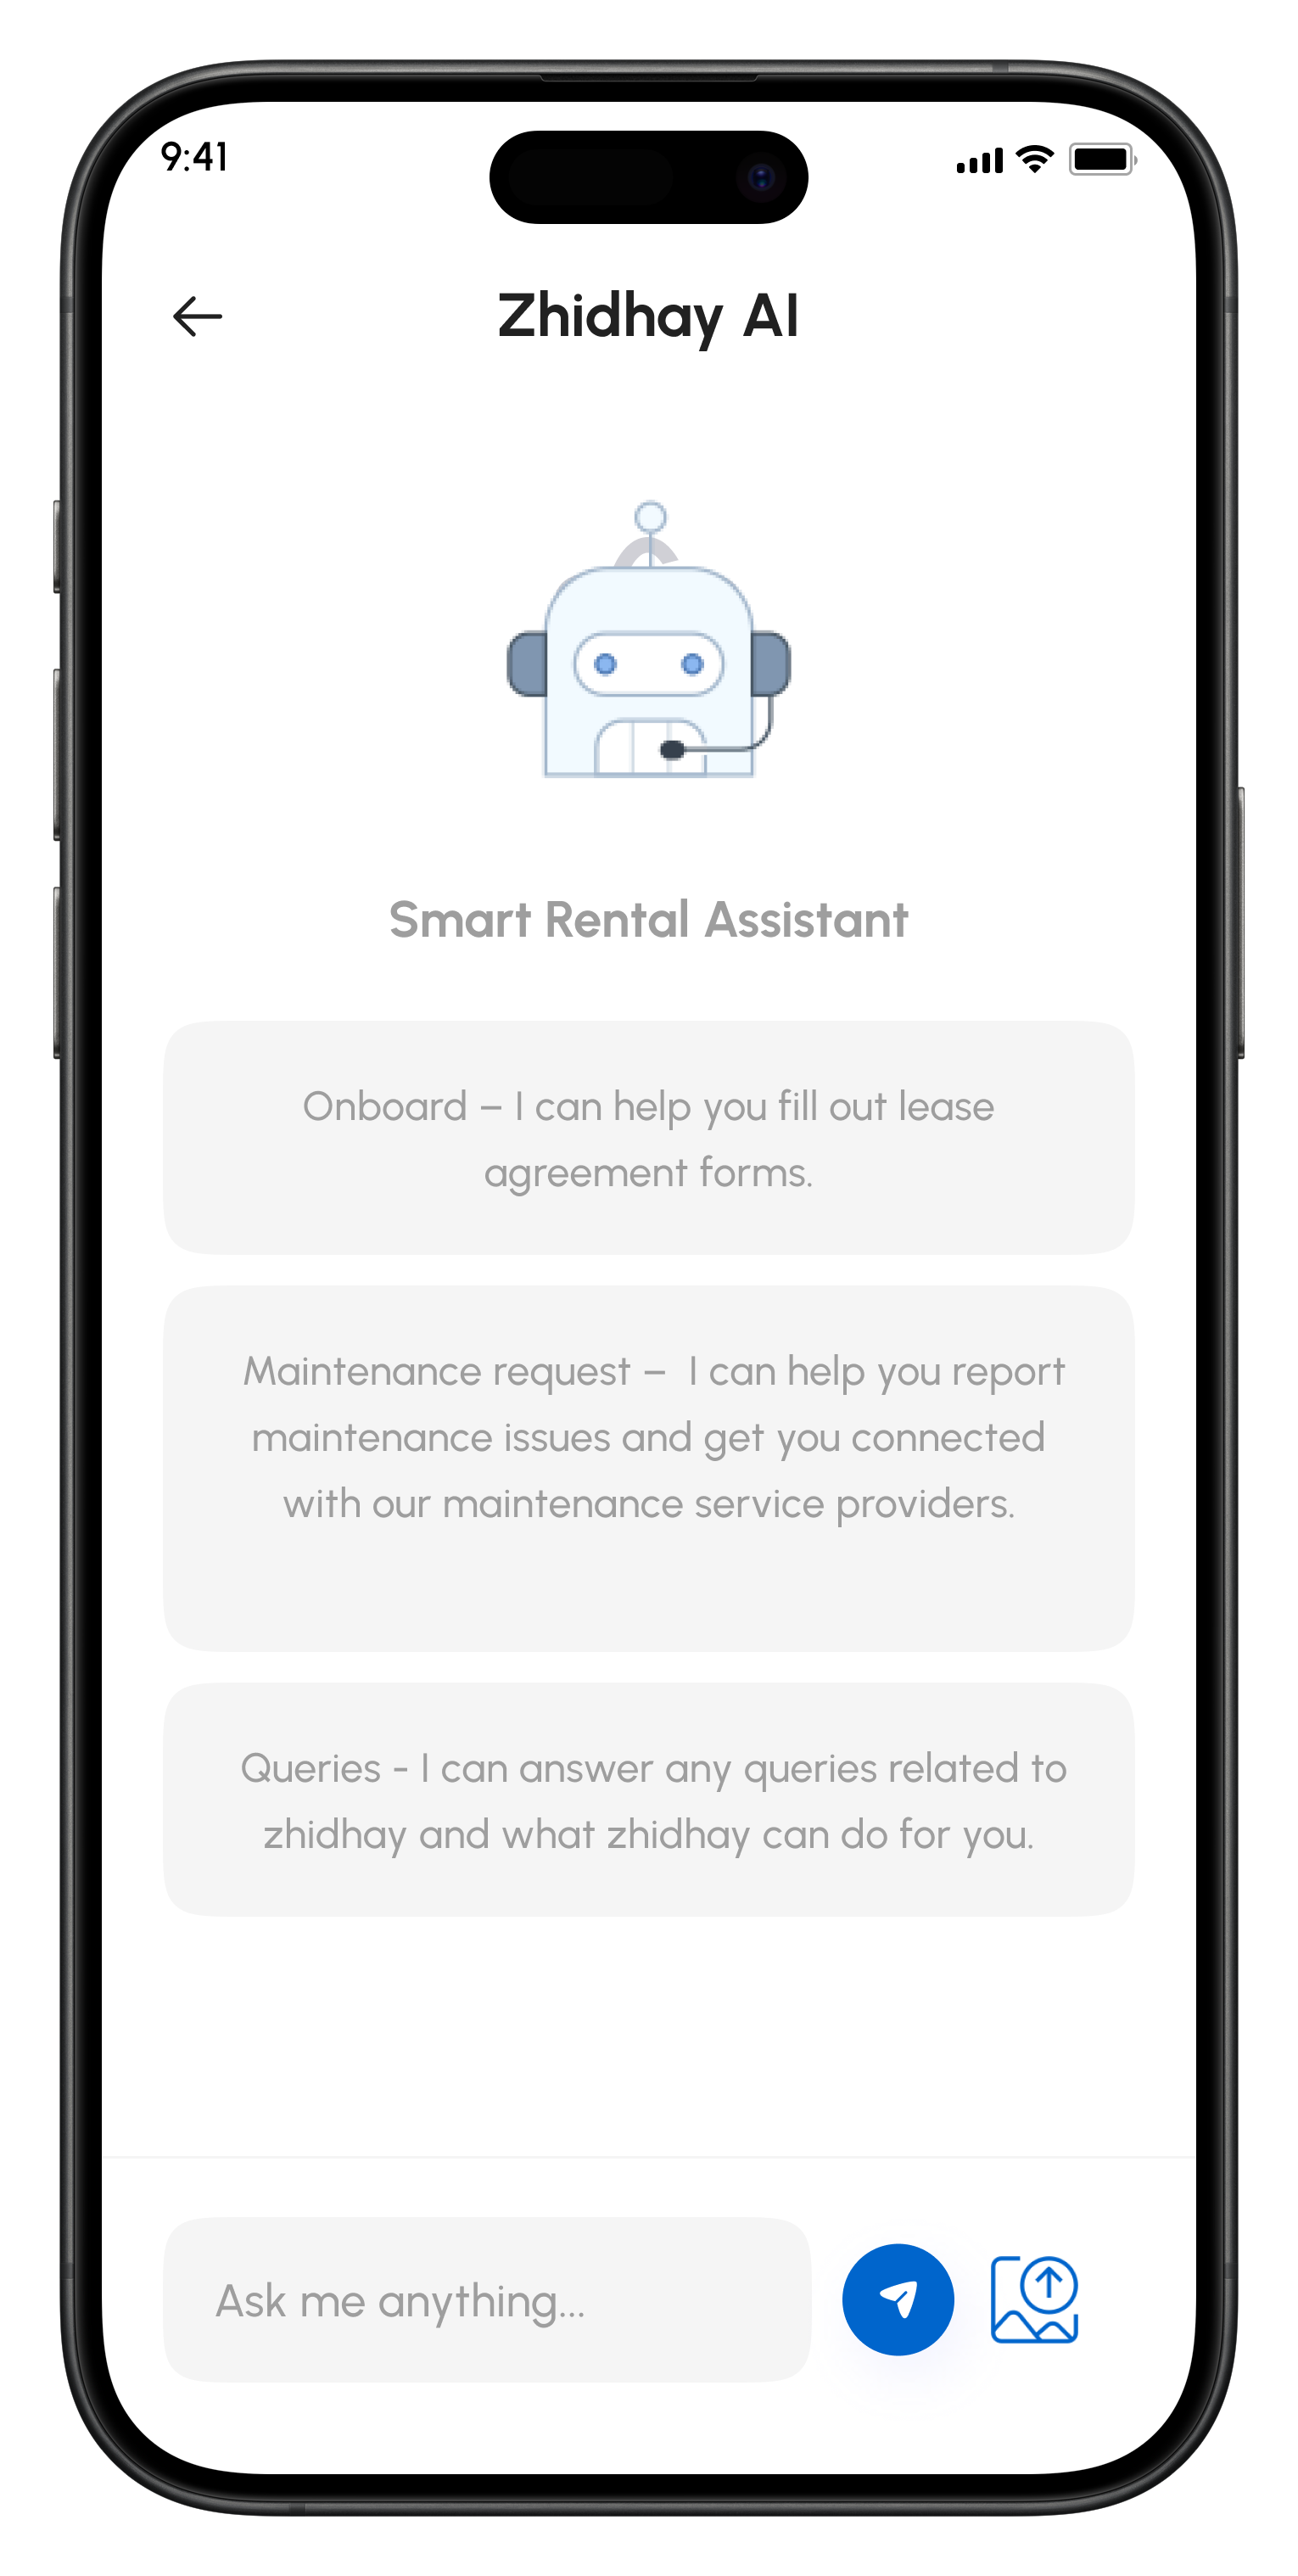 9:41
Zhidhay AI
Smart Rental Assistant
Onboard – I can help you fill out lease
agreement forms.
Maintenance request –  I can help you report
maintenance issues and get you connected
with our maintenance service providers.
Queries - I can answer any queries related to
zhidhay and what zhidhay can do for you.
Ask me anything...